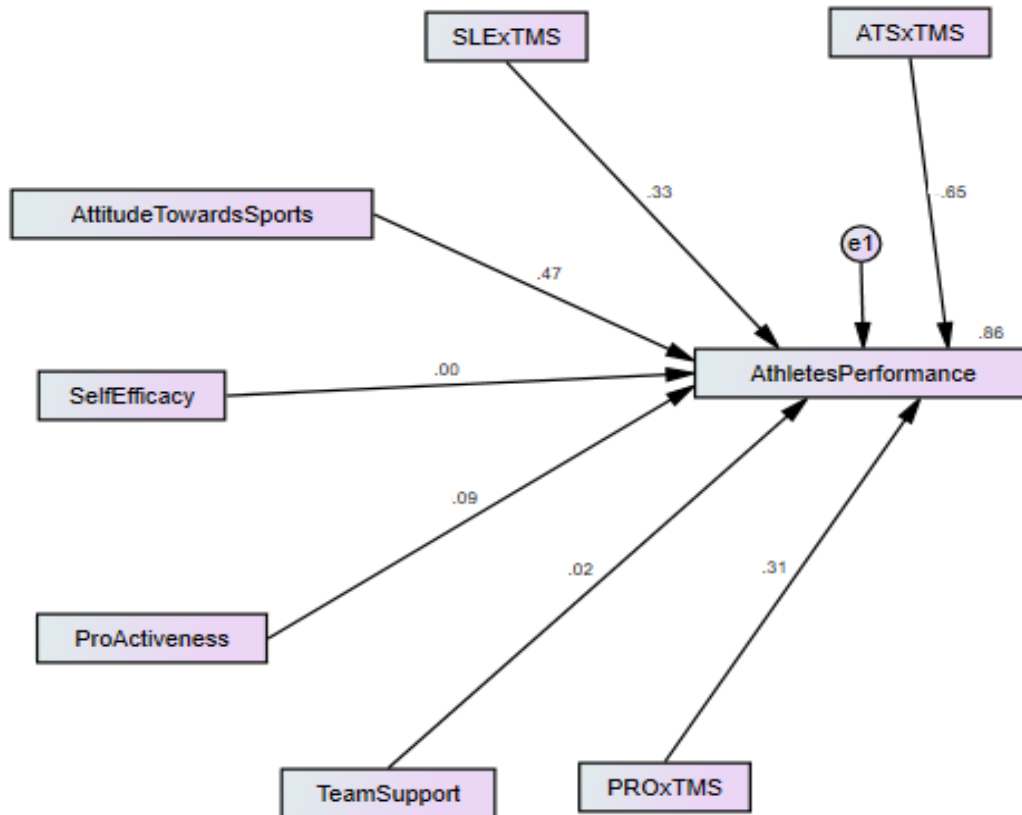 SLExTMS
ATSxTMS
.33
.65
AttitudeTowardsSports
e1
.47
.86
SelfEfficacy
.00
AthletesPerformance
.09
.02
.31
ProActiveness
TeamSupport
PROxTMS